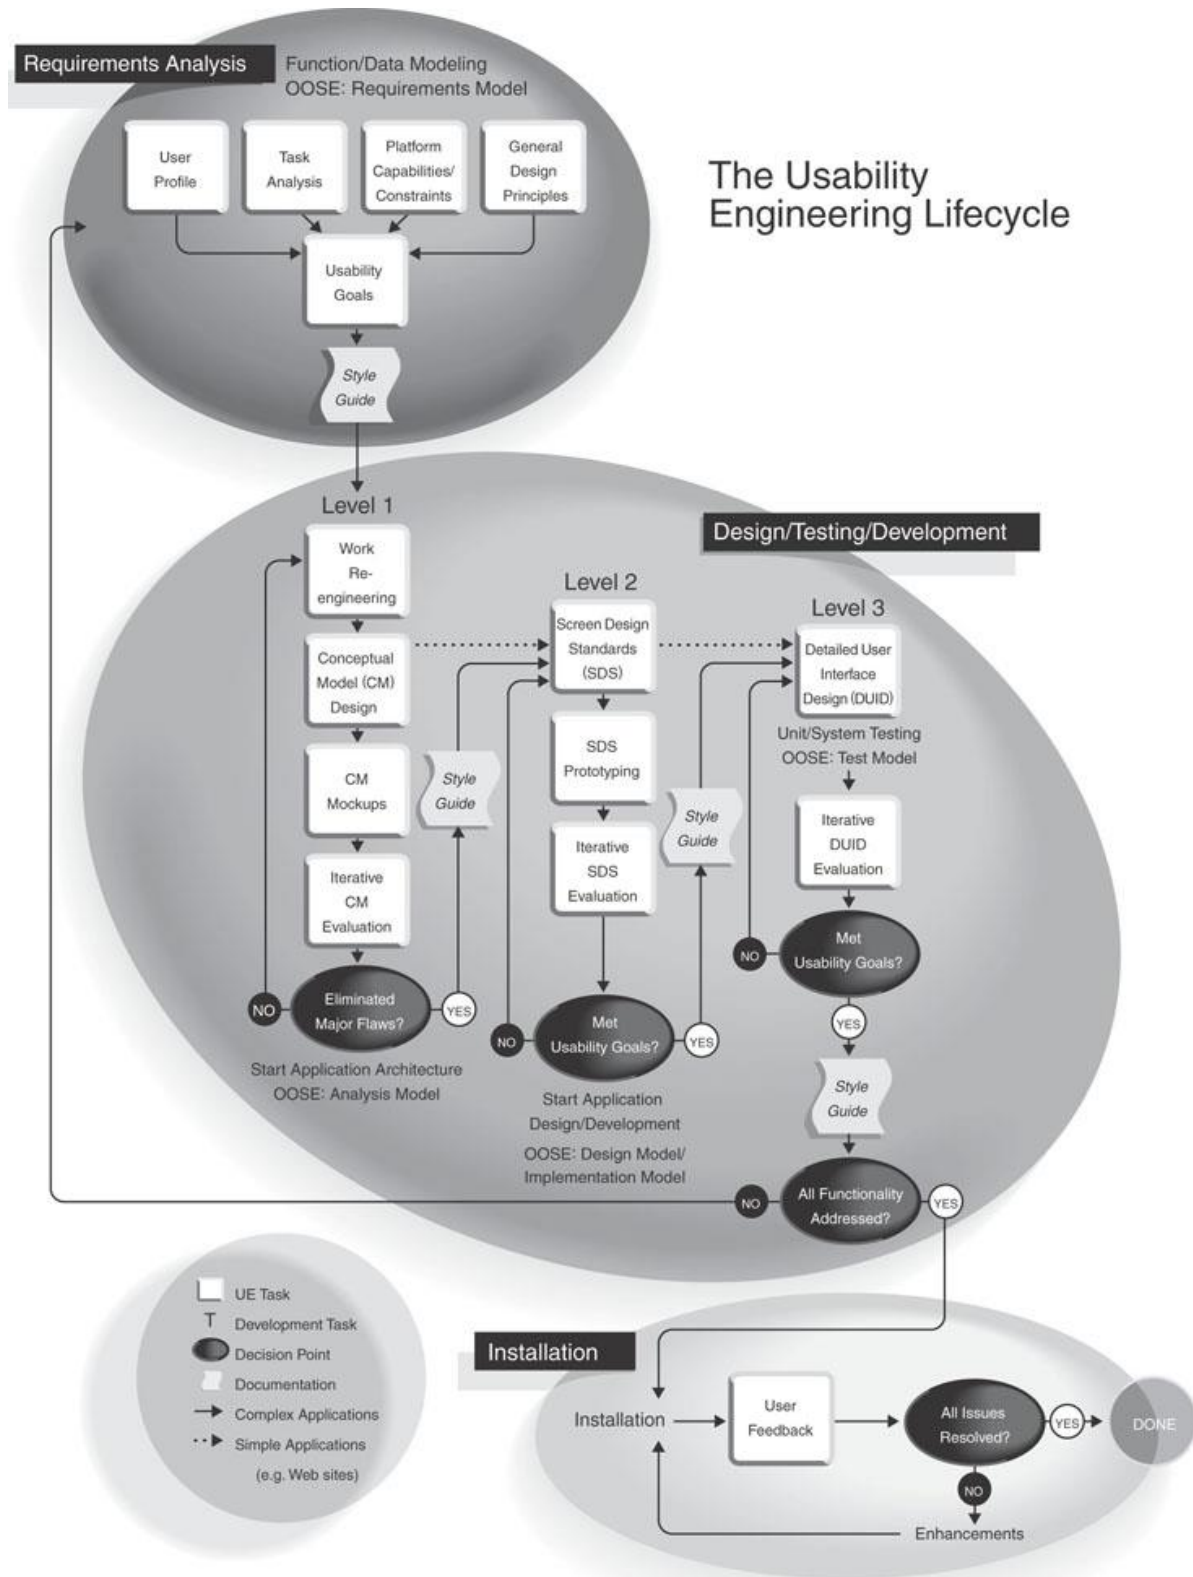 Requirements Analysis
Function/Data Modeling
OOSE: Requirements Model
User
Profile
Task
Analysis
Platform
Capabilities/
Constraints
General
Design
Principles
The Usability
Engineering Lifecycle
Usability
Goals
Style
Guide
Level 1
Work
Re-
engineering
Conceptual
Model (CM)
Design
CM
Mockups
Iterative
CM
Evaluation
Eliminated
Major Flaws?
NO
YES
Start Application Architecture
OOSE: Analysis Model
Style
Guide
Design/Testing/Development
Level 2
Screen Design
Standards
(SDS)
SDS
Prototyping
Iterative
SDS
Evaluation
Met
Usability Goals?
NO
YES
Start Application
Design/Development
OOSE: Design Model/
Implementation Model
Style
Guide
Level 3
Detailed User
Interface
Design (DUID)
Unit/System Testing
OOSE: Test Model
Iterative
DUID
Evaluation
Met
Usability Goals?
NO
YES
Style
Guide
All Functionality
Addressed?
NO
YES
UE Task
T
Development Task
Decision Point
Documentation
Complex Applications
Simple Applications
(e.g. Web sites)
Installation
Installation
User
Feedback
All Issues
Resolved?
YES
DONE
NO
Enhancements